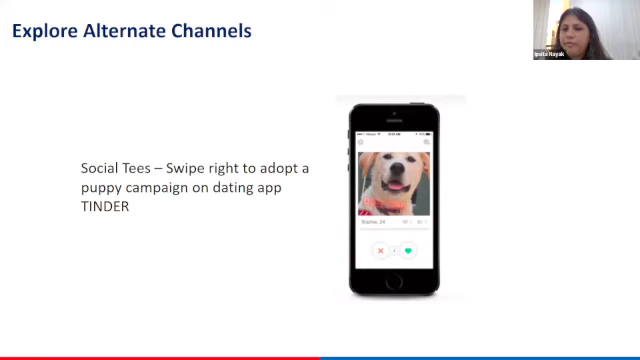 Explore Alternate Channels
Ipsita Nayak
Social Tees – Swipe right to adopt a
puppy campaign on dating app
TINDER